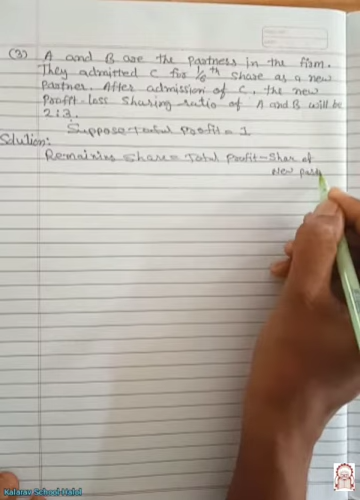 (3) A and B are the partners in the firm.
They admitted C for 1/6th share as a new
Partner. After admission of C, the new
Profit-loss sharing ratio of A and B will be
2:3.
Suppose Total Profit = 1
Solution:
Remaining share = Total Profit - Share of
New part
Kalarav School Halol